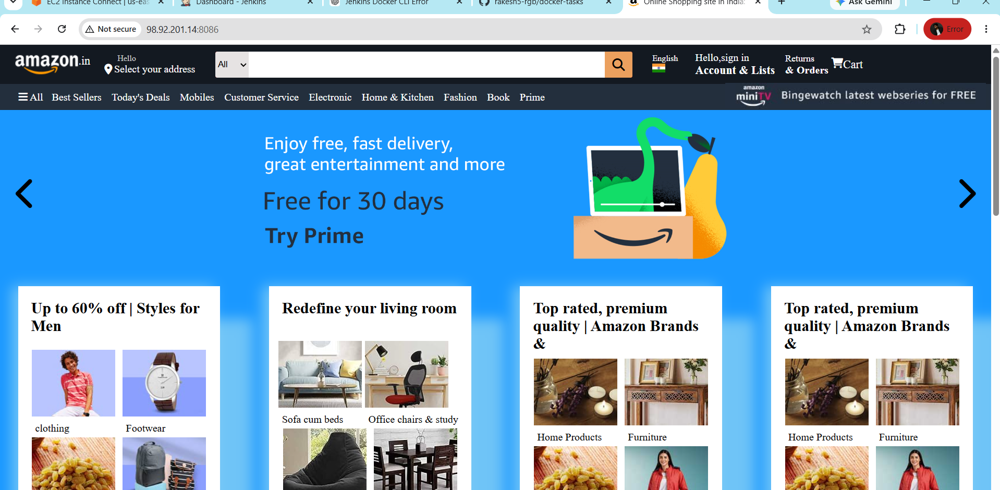 EC2 Instance Connect | us-eas
Dashboard - Jenkins
Jenkins Docker CLI Error
rakesh5-rgb/docker-tasks
Online Shopping site in India:
Ask Gemini
Not secure
98.92.201.14:8086
Error
amazon.in
Hello
Select your address
All
English
Hello,sign in
Account & Lists
Returns
& Orders
Cart
All
Best Sellers
Today's Deals
Mobiles
Customer Service
Electronic
Home & Kitchen
Fashion
Book
Prime
amazon
miniTV
Bingewatch latest webseries for FREE
Enjoy free, fast delivery,
great entertainment and more
Free for 30 days
Try Prime
Up to 60% off | Styles for
Men
clothing
Footwear
Redefine your living room
Sofa cum beds
Office chairs & study
Top rated, premium
quality | Amazon Brands
&
Home Products
Furniture
Top rated, premium
quality | Amazon Brands
&
Home Products
Furniture